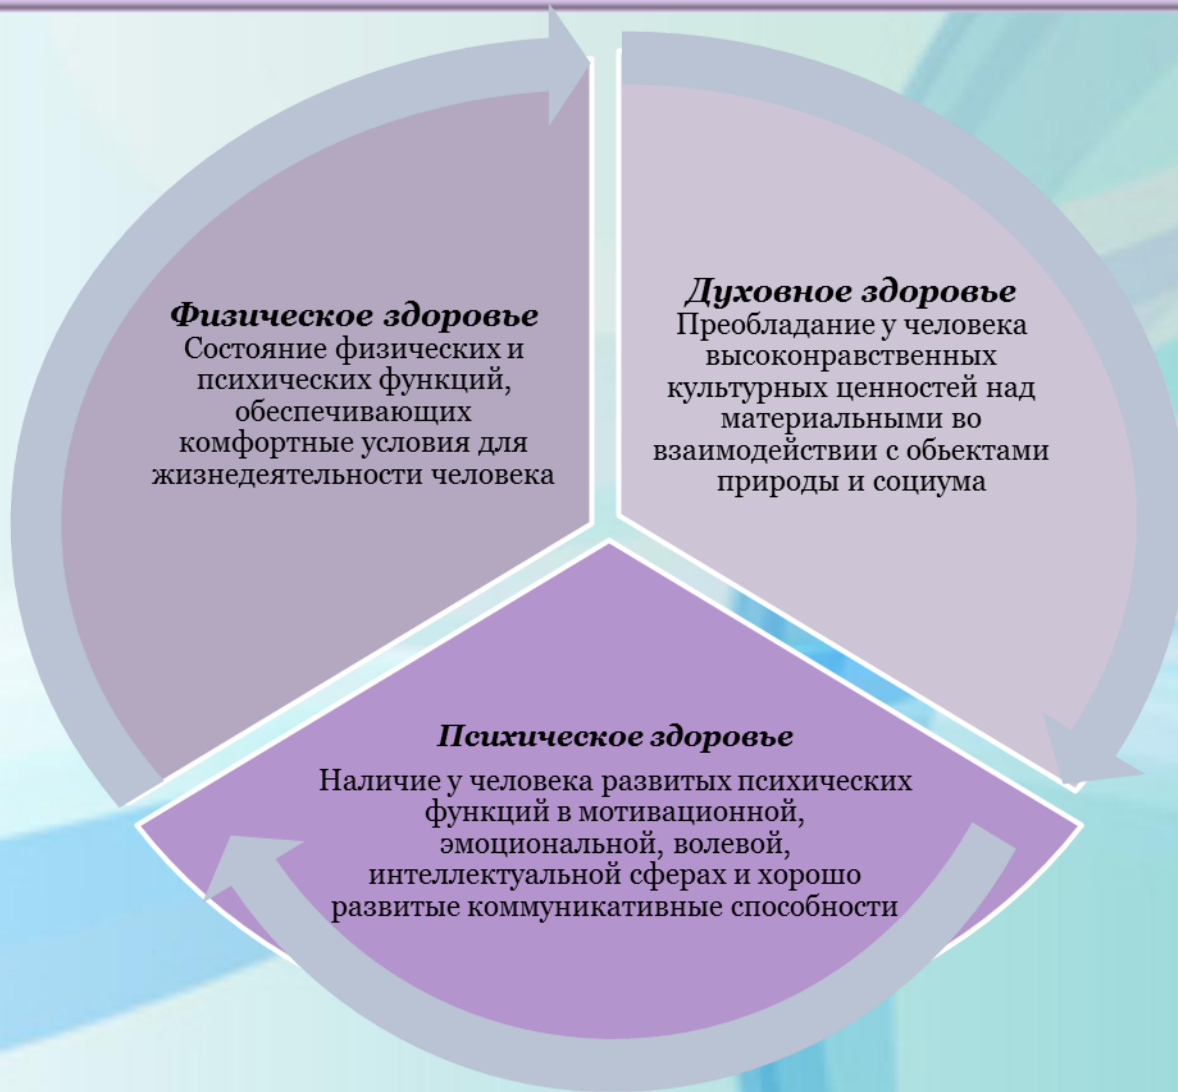 Физическое здоровье
Состояние физических и
психических функций,
обеспечивающих
комфортные условия для
жизнедеятельности человека
Духовное здоровье
Преобладание у человека
высоконравственных
культурных ценностей над
материальными во
взаимодействии с обьектами
природы и социума
Психическое здоровье
Наличие у человека развитых психических
функций в мотивационной,
эмоциональной, волевой,
интеллектуальной сферах и хорошо
развитые коммуникативные способности